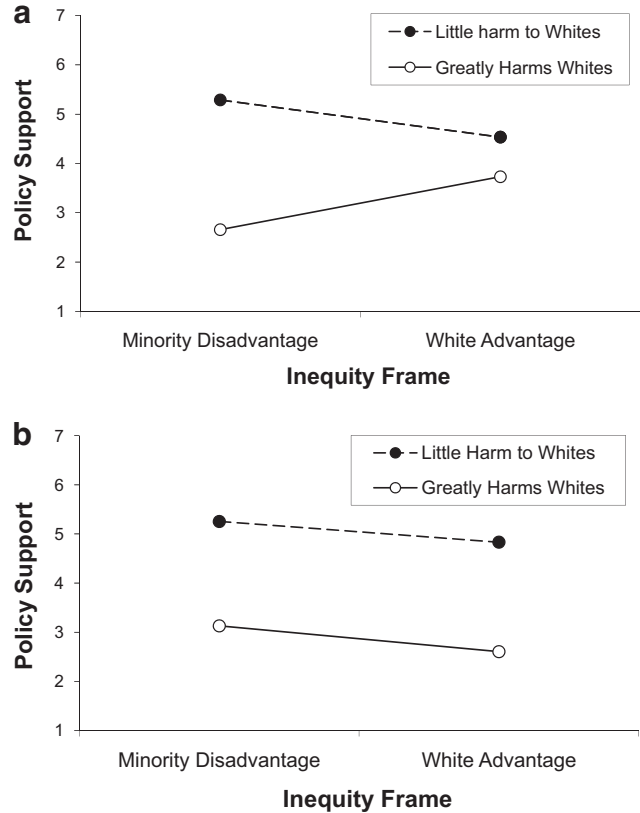 a
7
6
5
4
3
2
1
Policy Support
Little harm to Whites
Greatly Harms Whites
Minority Disadvantage
White Advantage
Inequity Frame
b
7
6
5
4
3
2
1
Policy Support
Little Harm to Whites
Greatly Harms Whites
Minority Disadvantage
White Advantage
Inequity Frame